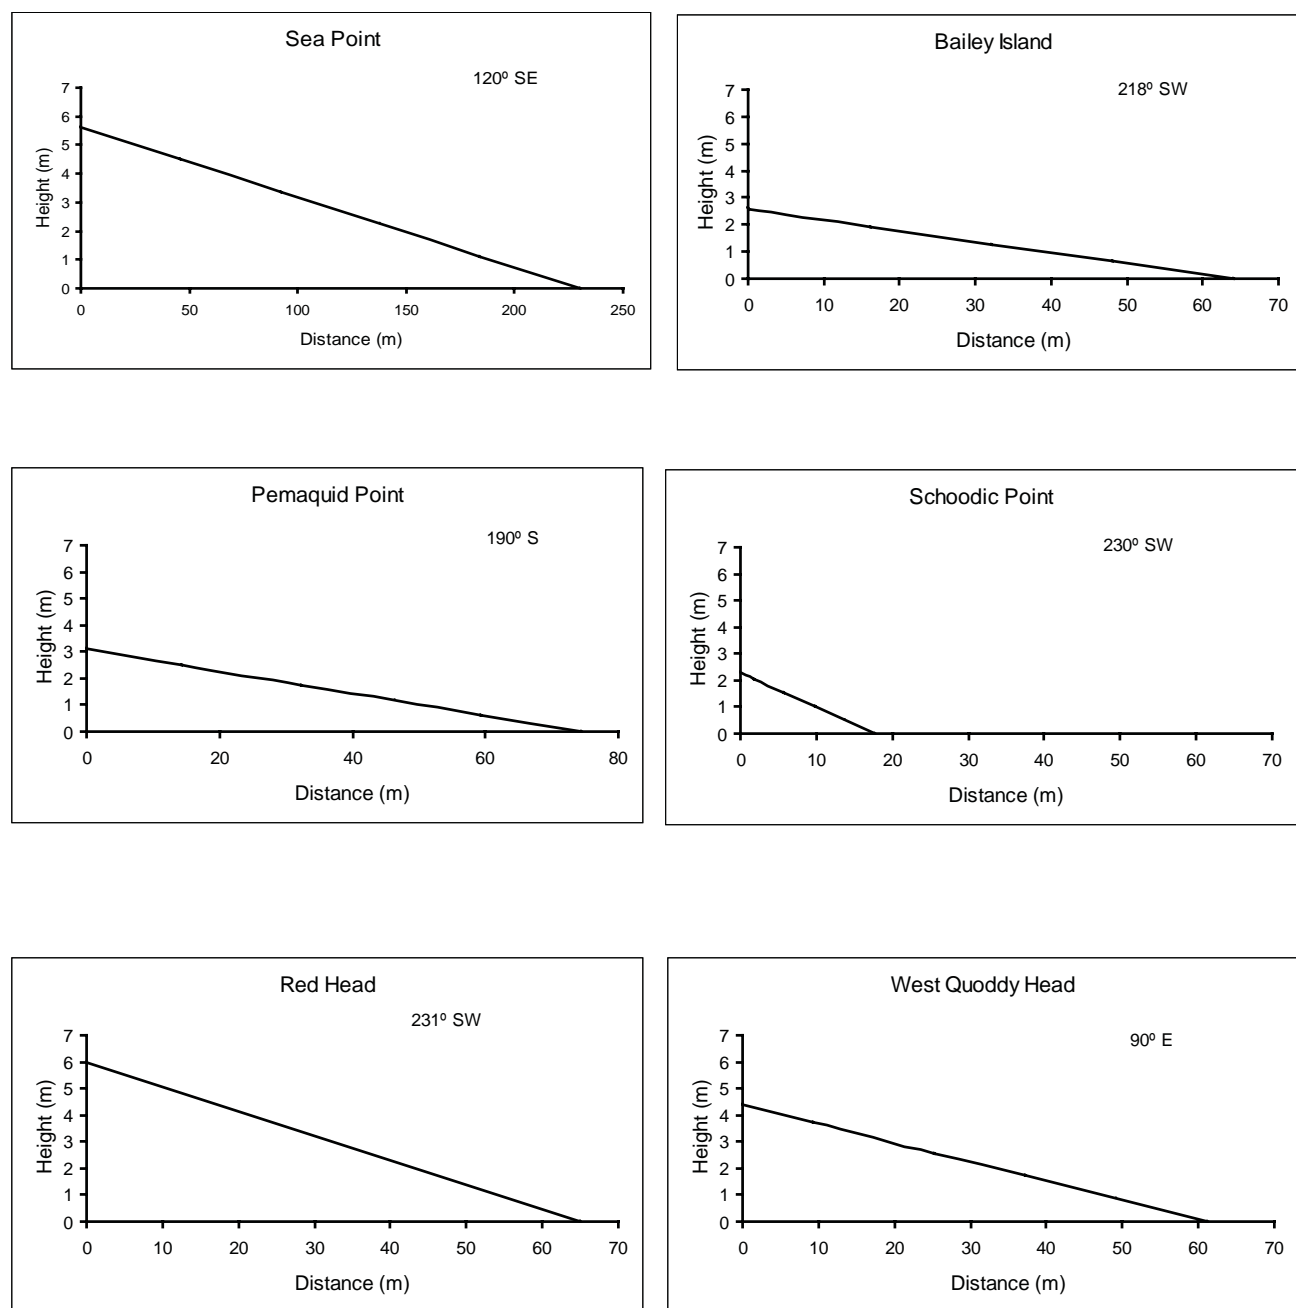 Sea Point
120º SE
7
6
5
4
3
2
1
0
Height (m)
0 50 100 150 200 250
Distance (m)
Bailey Island
218º SW
7
6
5
4
3
2
1
0
Height (m)
0 10 20 30 40 50 60 70
Distance (m)
Pemaquid Point
190º S
7
6
5
4
3
2
1
0
Height (m)
0 20 40 60 80
Distance (m)
Schoodic Point
230º SW
7
6
5
4
3
2
1
0
Height (m)
0 10 20 30 40 50 60 70
Distance (m)
Red Head
231º SW
7
6
5
4
3
2
1
0
Height (m)
0 10 20 30 40 50 60 70
Distance (m)
West Quoddy Head
90º E
7
6
5
4
3
2
1
0
Height (m)
0 10 20 30 40 50 60 70
Distance (m)